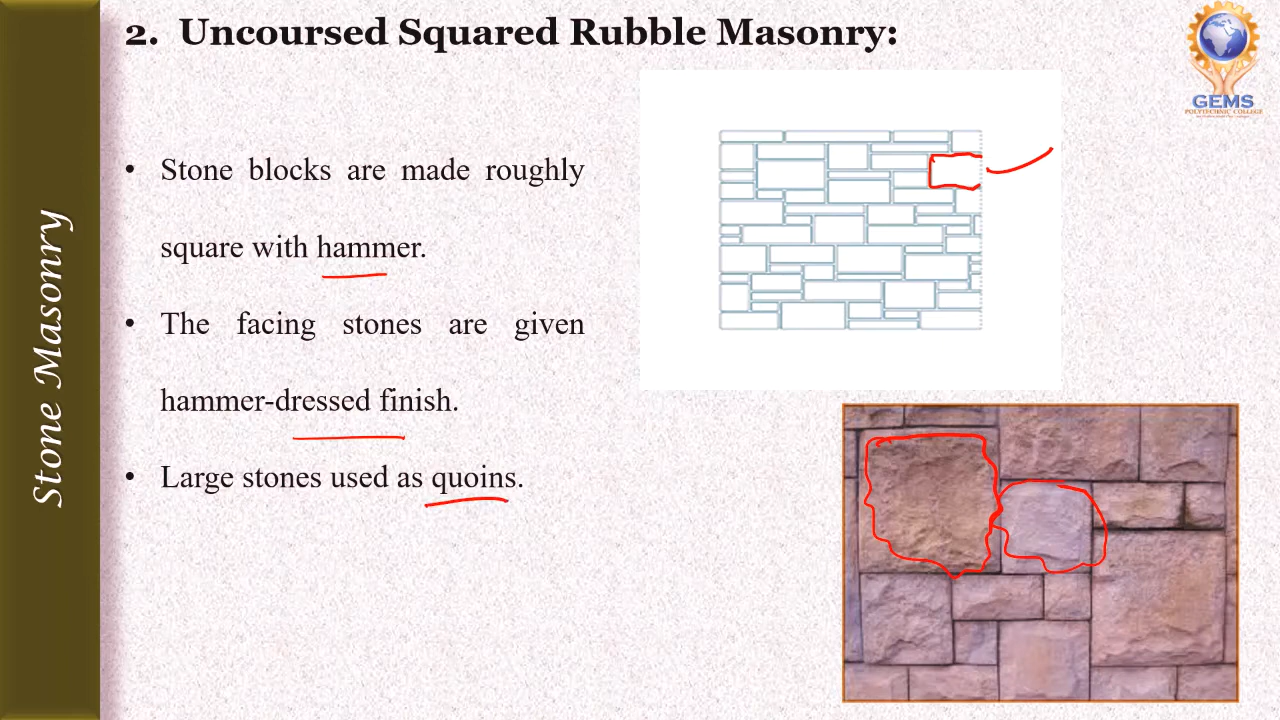 2. Uncoursed Squared Rubble Masonry:
GEMS
POLYTECHNIC COLLEGE
Stone blocks are made roughly
square with hammer.
The facing stones are given
hammer-dressed finish.
Large stones used as quoins.
Stone Masonry